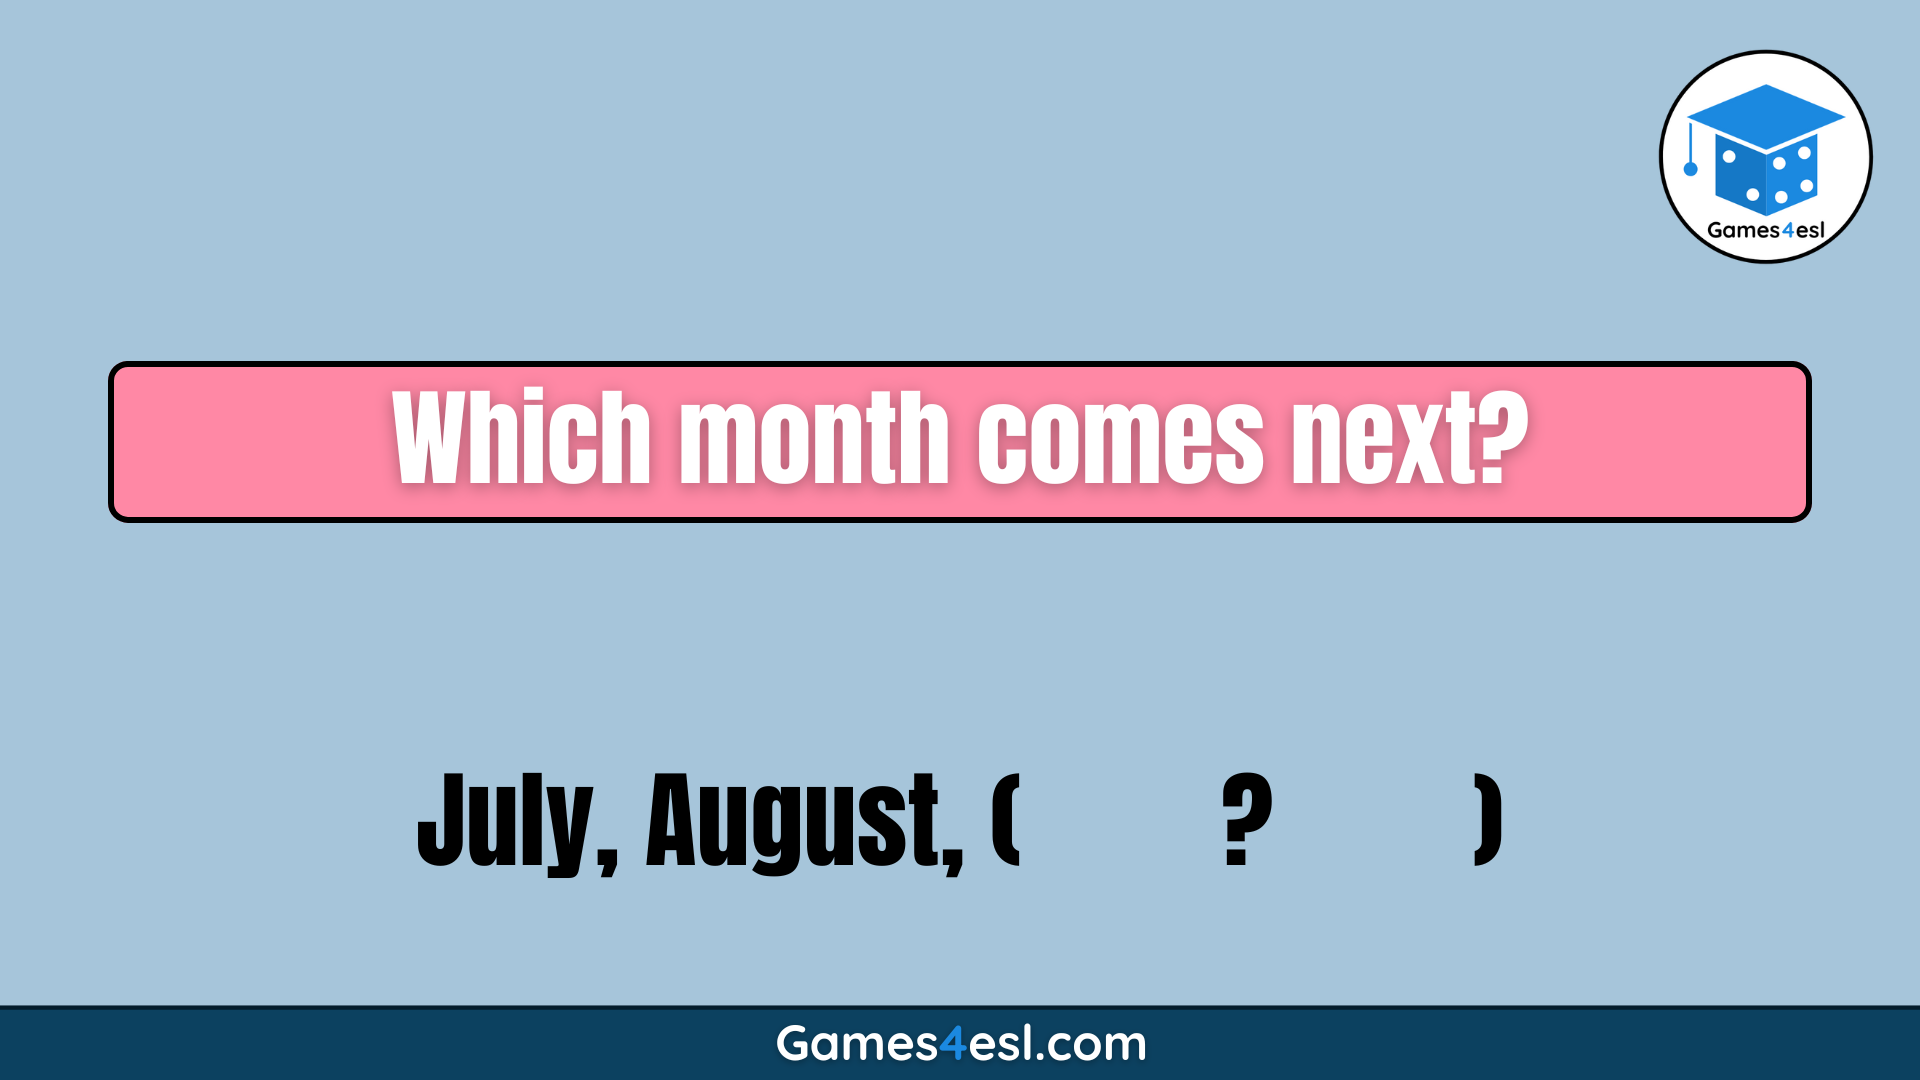 Games4esl
Which month comes next?
July, August, ( ? )
Games4esl.com